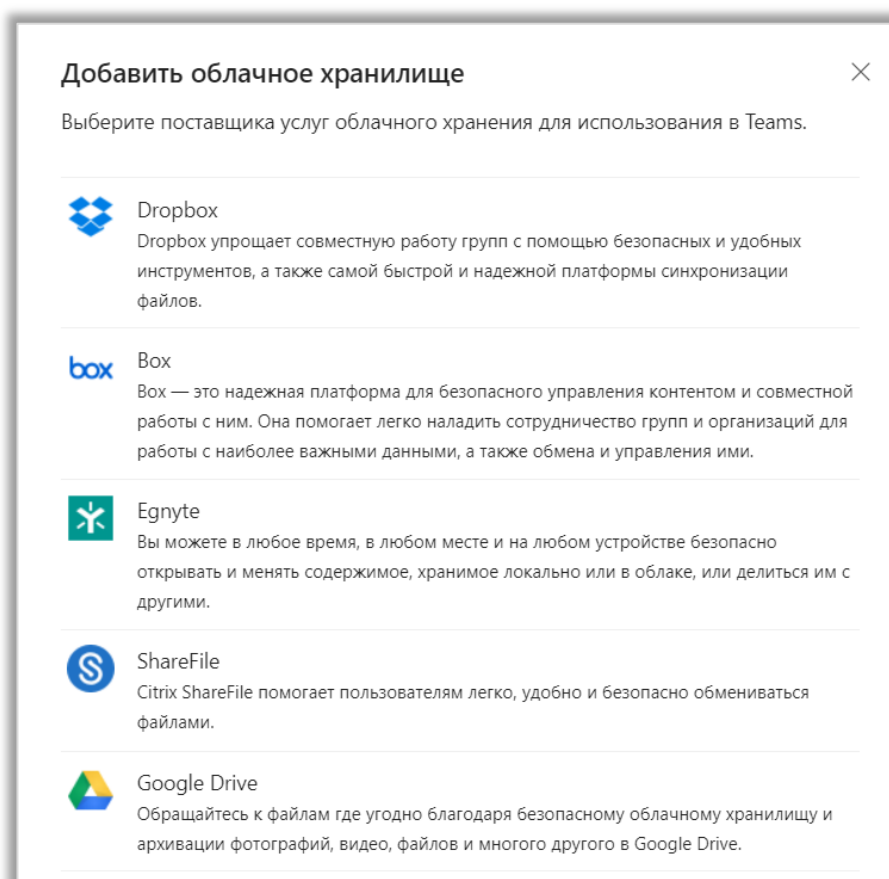 Добавить облачное хранилище
Выберите поставщика услуг облачного хранения для использования в Teams.
Dropbox
Dropbox упрощает совместную работу групп с помощью безопасных и удобных
инструментов, а также самой быстрой и надежной платформы синхронизации
файлов.
box
Box
Box — это надежная платформа для безопасного управления контентом и совместной
работы с ним. Она помогает легко наладить сотрудничество групп и организаций для
работы с наиболее важными данными, а также обмена и управления ими.
Egnyte
Вы можете в любое время, в любом месте и на любом устройстве безопасно
открывать и менять содержимое, хранимое локально или в облаке, или делиться им с
другими.
ShareFile
Citrix ShareFile помогает пользователям легко, удобно и безопасно обмениваться
файлами.
Google Drive
Обращайтесь к файлам где угодно благодаря безопасному облачному хранилищу и
архивации фотографий, видео, файлов и многого другого в Google Drive.